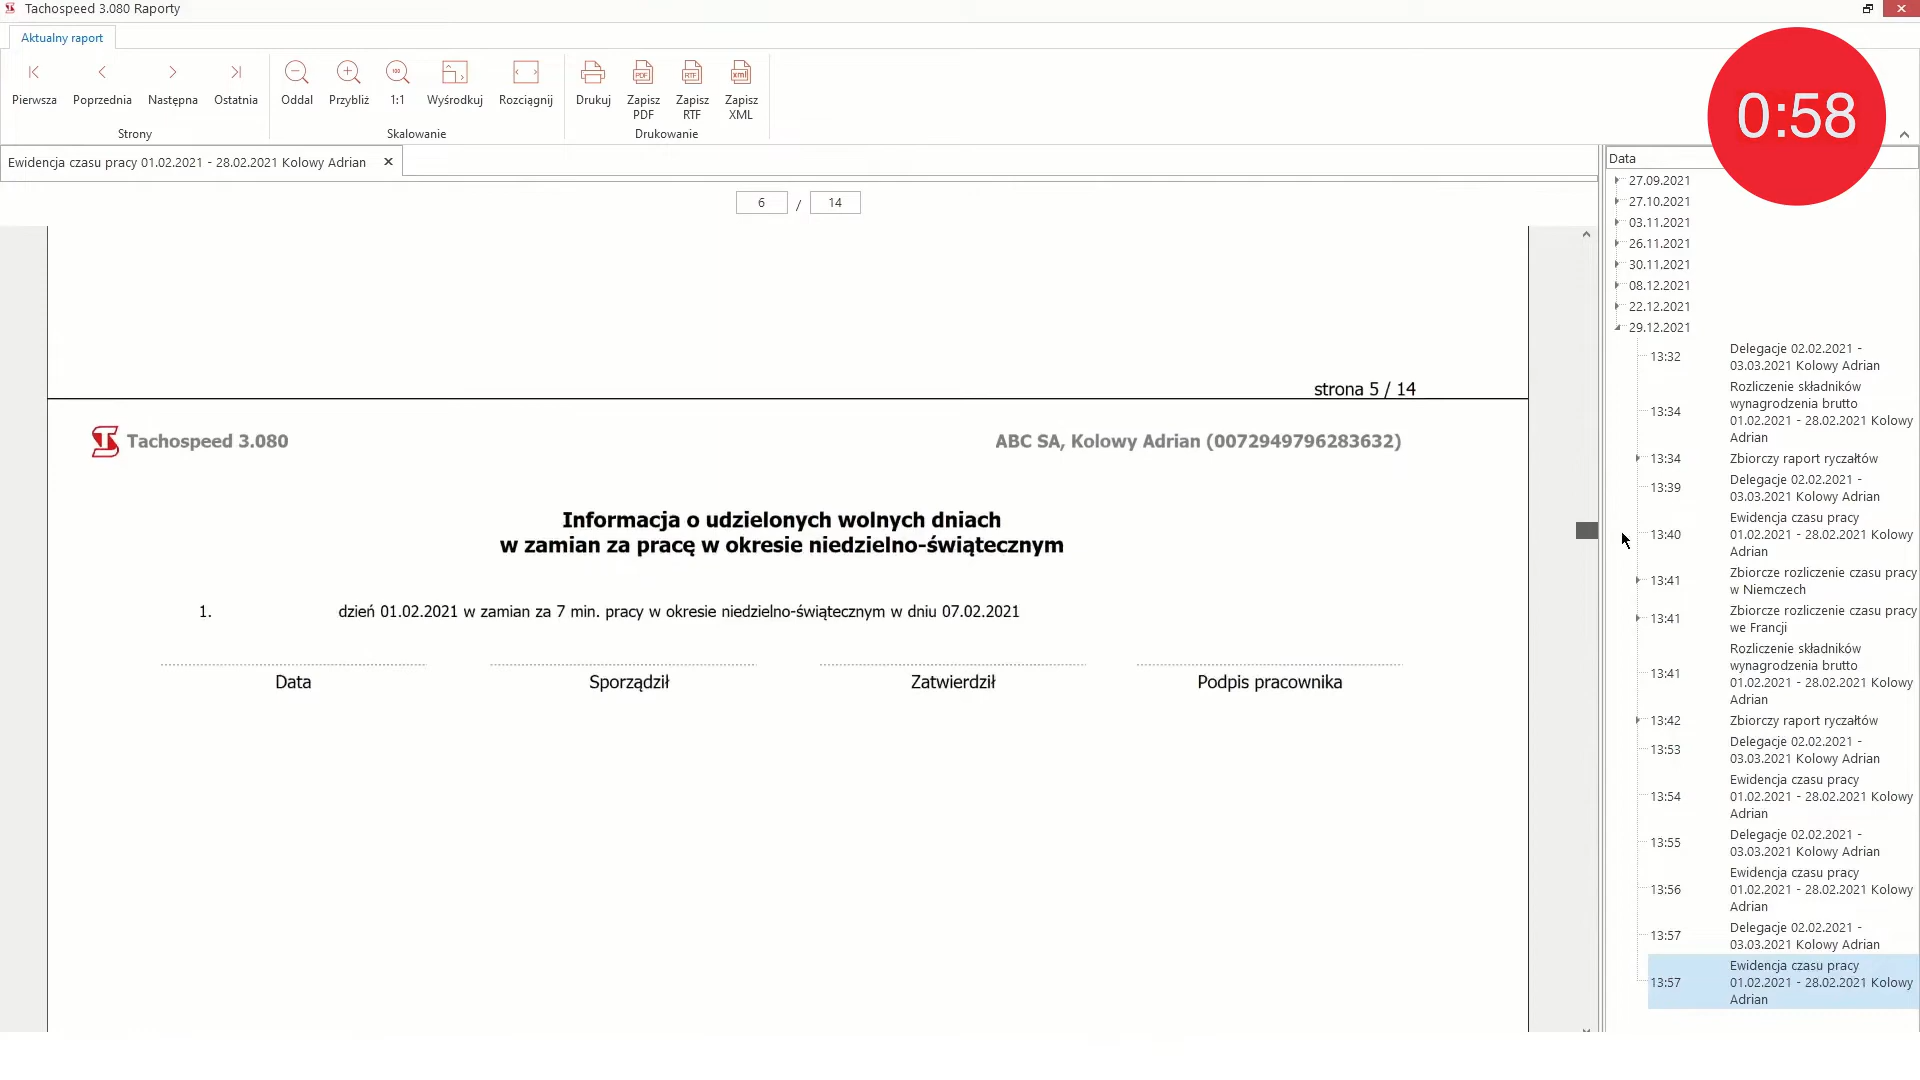 Tachospeed 3.080 Raporty
Aktualny raport
Pierwsza
Poprzednia
Następna
Ostatnia
Oddal
Przybliż
1:1
Wyśrodkuj
Rozciągnij
Drukuj
Zapisz PDF
Zapisz RTF
Zapisz XML
Strony
Skalowanie
Drukowanie
0:58
Ewidencja czasu pracy 01.02.2021 - 28.02.2021 Kolowy Adrian
6 / 14
strona 5 / 14
Tachospeed 3.080
ABC SA, Kolowy Adrian (0072949796283632)
Informacja o udzielonych wolnych dniach
w zamian za pracę w okresie niedzielno-świątecznym
1. dzień 01.02.2021 w zamian za 7 min. pracy w okresie niedzielno-świątecznym w dniu 07.02.2021
Data
Sporządził
Zatwierdził
Podpis pracownika
Data
27.09.2021
27.10.2021
03.11.2021
26.11.2021
30.11.2021
08.12.2021
22.12.2021
29.12.2021
13:32
Delegacje 02.02.2021 -
03.03.2021 Kolowy Adrian
13:34
Rozliczenie składników
wynagrodzenia brutto
01.02.2021 - 28.02.2021 Kolowy
Adrian
13:34
Zbiorczy raport ryczałtów
13:39
Delegacje 02.02.2021 -
03.03.2021 Kolowy Adrian
13:40
Ewidencja czasu pracy
01.02.2021 - 28.02.2021 Kolowy
Adrian
13:41
Zbiorcze rozliczenie czasu pracy
w Niemczech
13:41
Zbiorcze rozliczenie czasu pracy
we Francji
13:41
Rozliczenie składników
wynagrodzenia brutto
01.02.2021 - 28.02.2021 Kolowy
Adrian
13:42
Zbiorczy raport ryczałtów
13:53
Delegacje 02.02.2021 -
03.03.2021 Kolowy Adrian
13:54
Ewidencja czasu pracy
01.02.2021 - 28.02.2021 Kolowy
Adrian
13:55
Delegacje 02.02.2021 -
03.03.2021 Kolowy Adrian
13:56
Ewidencja czasu pracy
01.02.2021 - 28.02.2021 Kolowy
Adrian
13:57
Delegacje 02.02.2021 -
03.03.2021 Kolowy Adrian
13:57
Ewidencja czasu pracy
01.02.2021 - 28.02.2021 Kolowy
Adrian